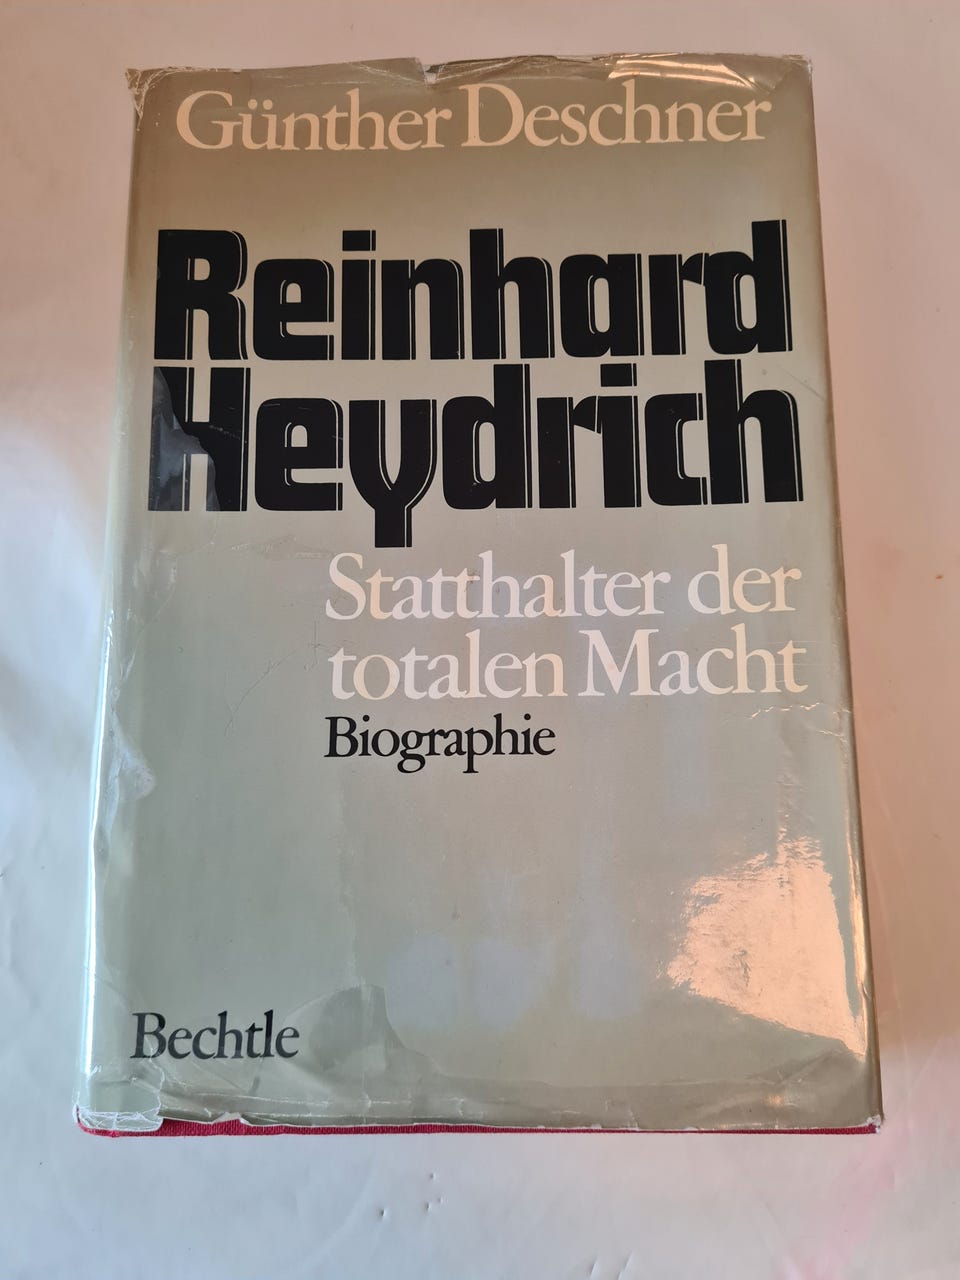 Günther Deschner
Reinhard
Heydrich
Statthalter der
totalen Macht
Biographie
Bechtle